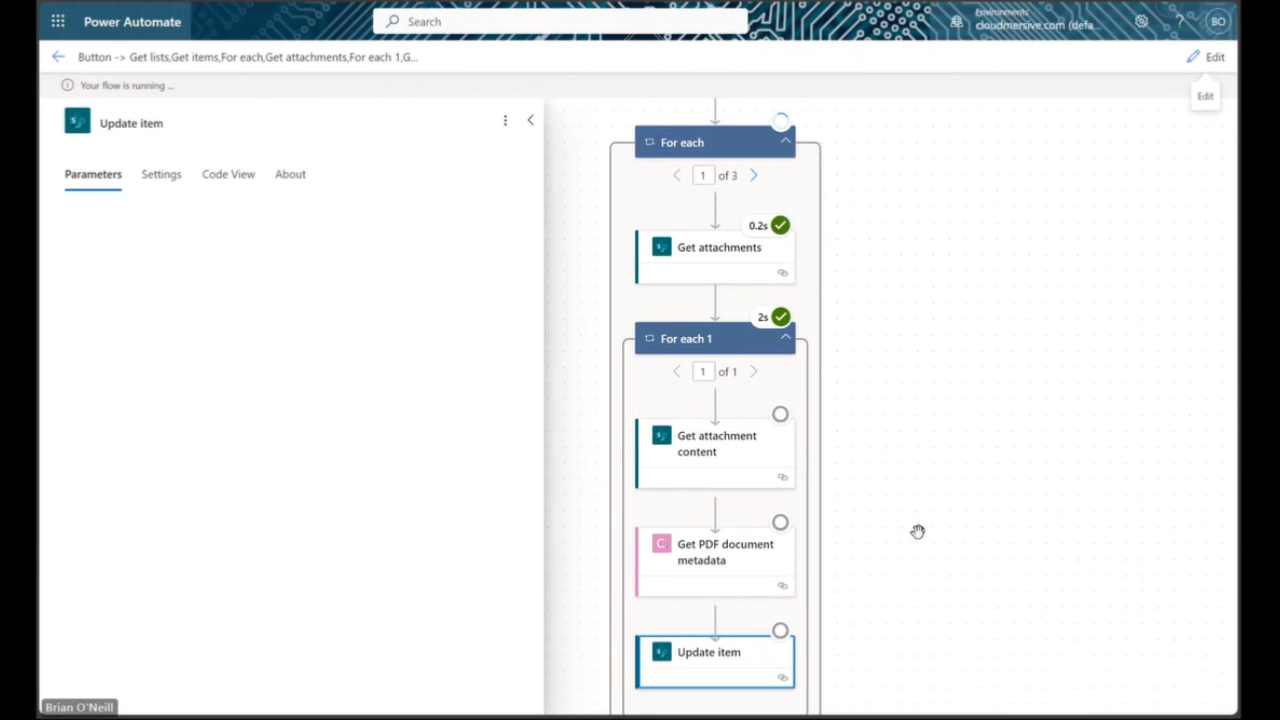 Power Automate
Search
Environments
cloudmersive.com (defa...
BO
Button -> Get lists,Get items,For each,Get attachments,For each 1,G...
Edit
Your flow is running ...
Edit
Update item
Parameters Settings Code View About
For each
1 of 3
0.2s
Get attachments
2s
For each 1
1 of 1
Get attachment
content
C
Get PDF document
metadata
Update item
Brian O'Neill